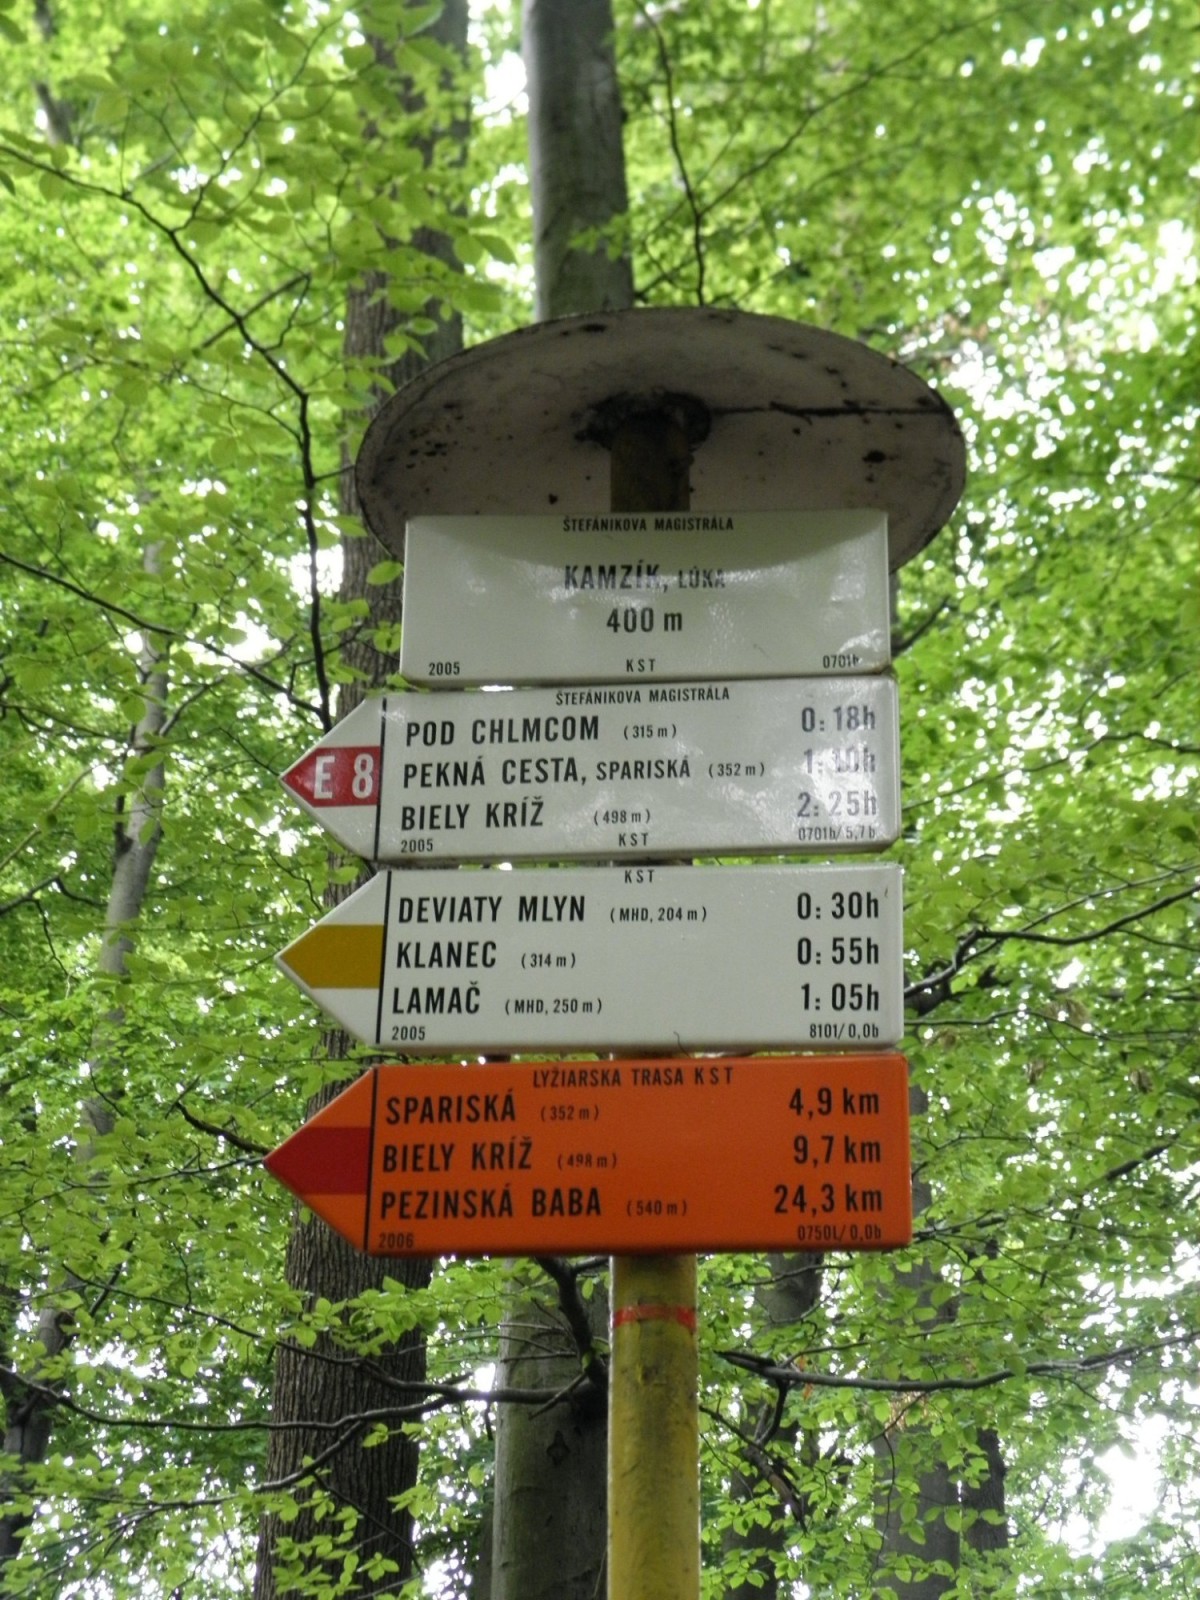 ŠTEFÁNIKOVA MAGISTRÁLA
KAMZÍK, LÚKA
400 m
2005 KST 0701b
ŠTEFÁNIKOVA MAGISTRÁLA
E 8
POD CHLMCOM (315 m) 0:18h
PEKNÁ CESTA, SPARISKÁ (352 m) 1:10h
BIELY KRÍŽ (498 m) 2:25h
2005 KST 0701b/5,7b
KST
DEVIATY MLYN (MHD, 204 m) 0:30h
KLANEC (314 m) 0:55h
LAMAČ (MHD, 250 m) 1:05h
2005 8101/0,0b
LYŽIARSKA TRASA KST
SPARISKÁ (352 m) 4,9 km
BIELY KRÍŽ (498 m) 9,7 km
PEZINSKÁ BABA (540 m) 24,3 km
2006 0750L/0,0b